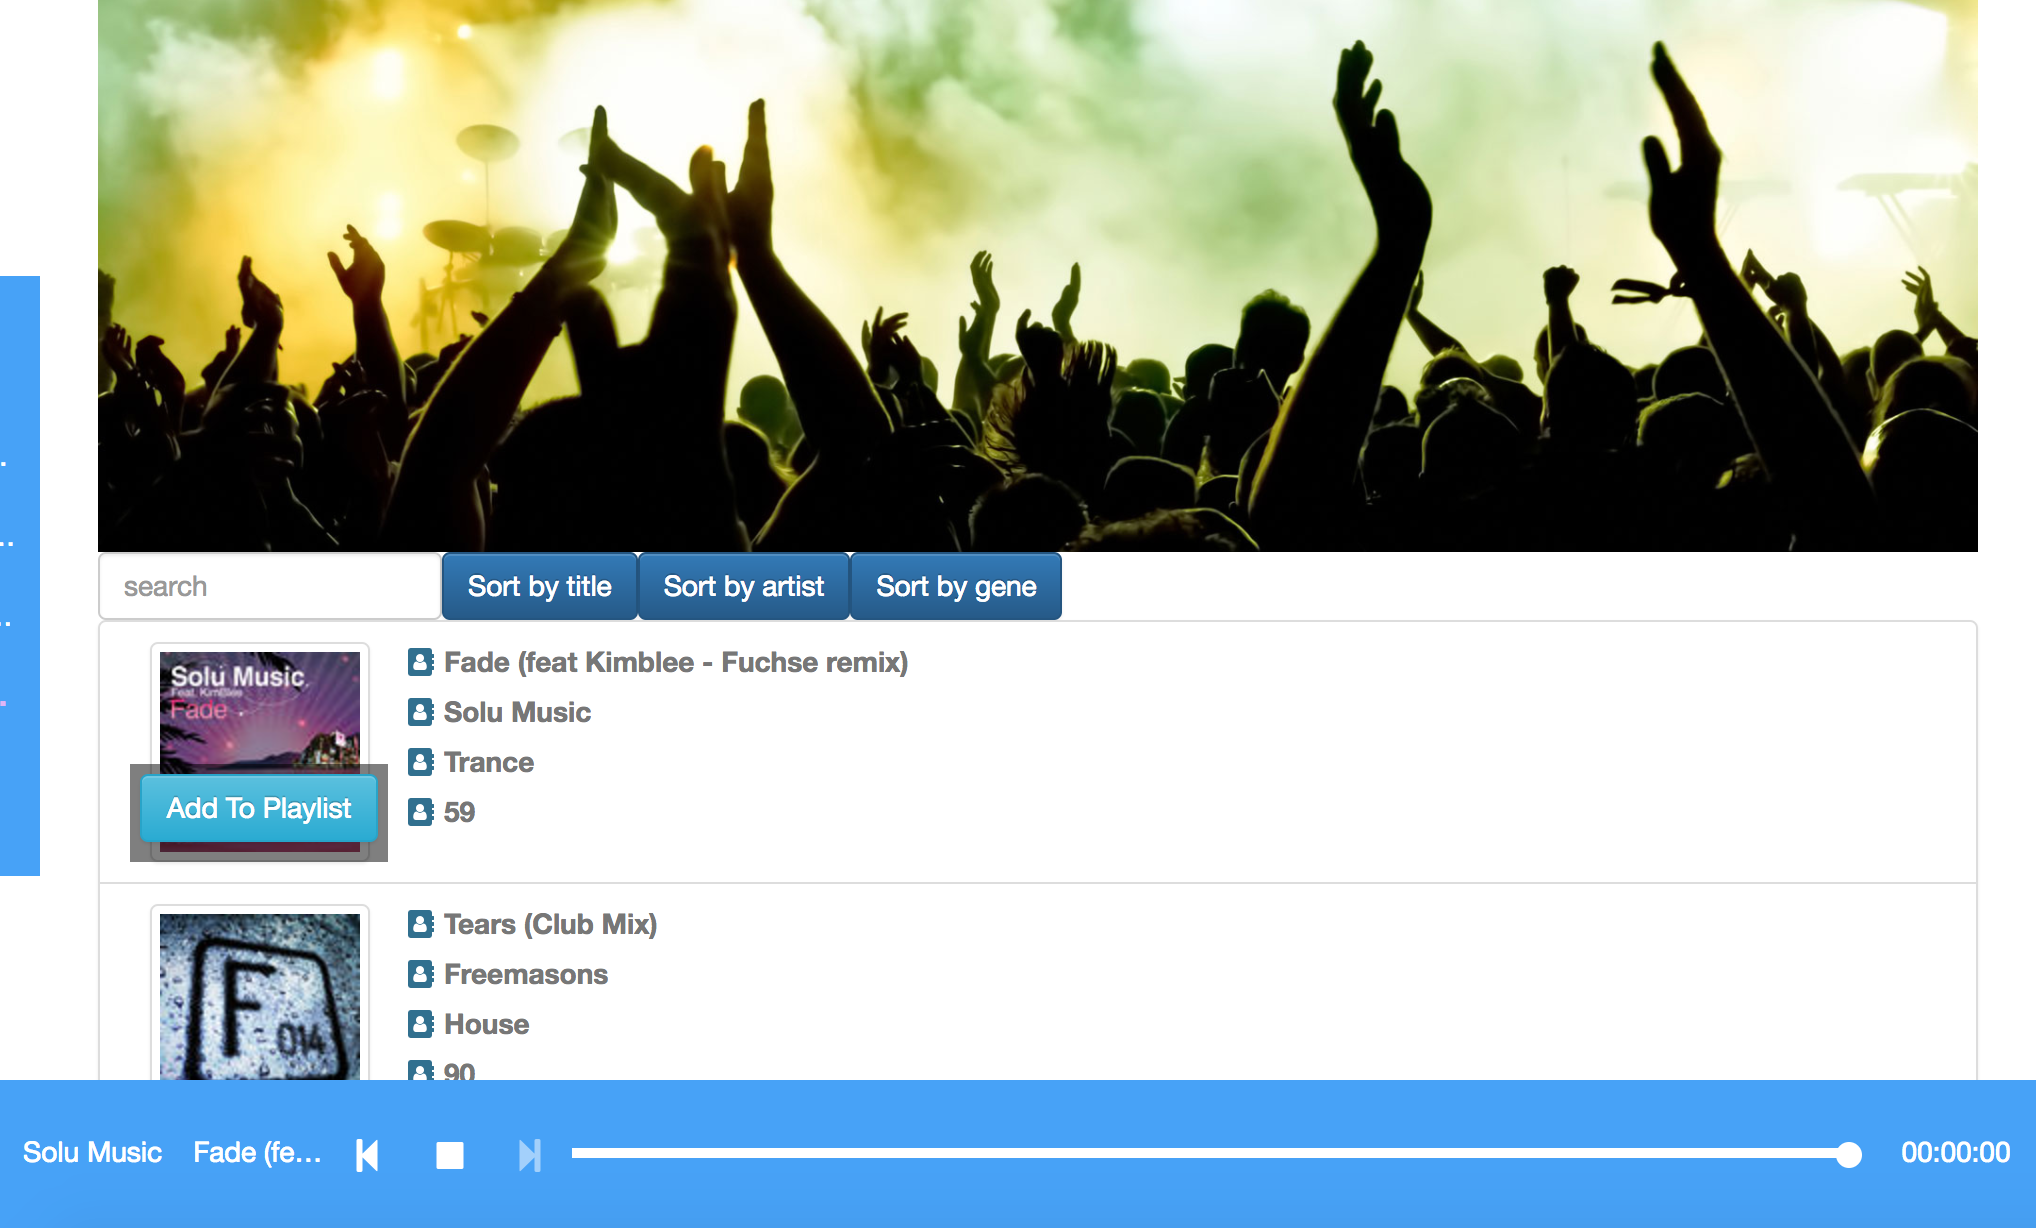 search
Sort by title
Sort by artist
Sort by gene
Solu Music
Feat. KimBlee
Fade
Add To Playlist
Fade (feat Kimblee - Fuchse remix)
Solu Music
Trance
59
F
014
Tears (Club Mix)
Freemasons
House
90
Solu Music
Fade (fe...
00:00:00